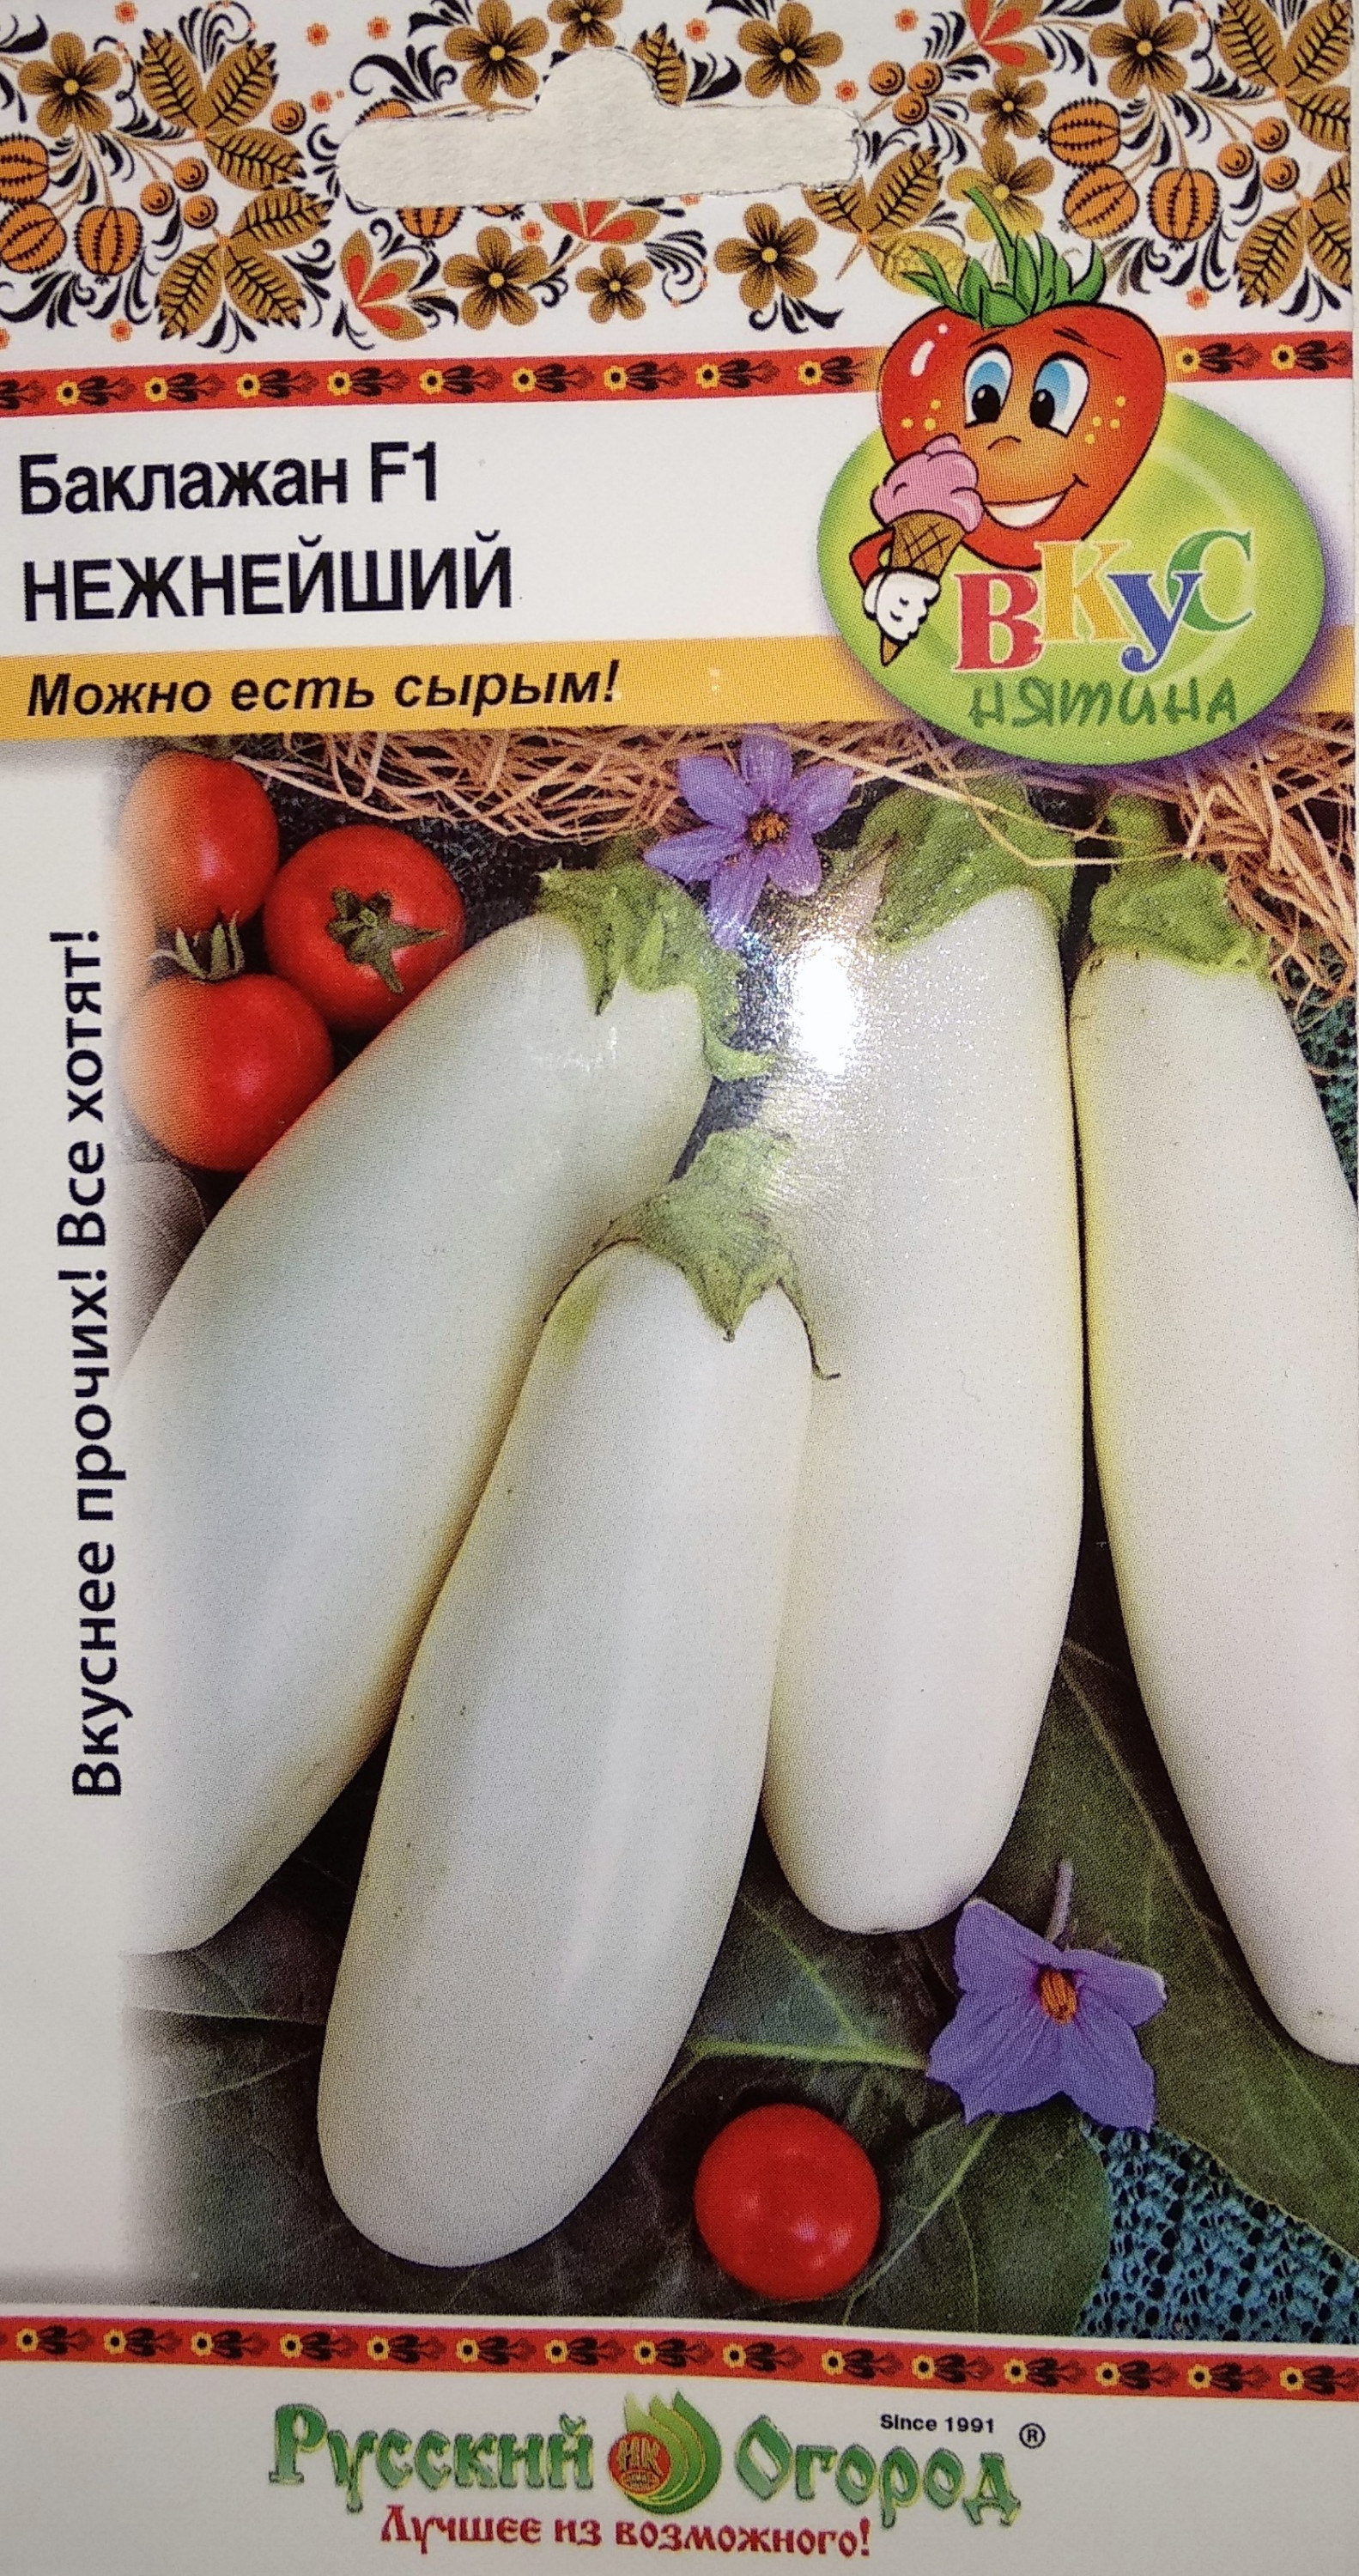 Баклажан F1
НЕЖНЕЙШИЙ
Можно есть сырым!
ВКУС
НЯТИНА
Вкуснее прочих! Все хотят!
Since 1991 ®
Русский НК Огород
Лучшее из возможного!